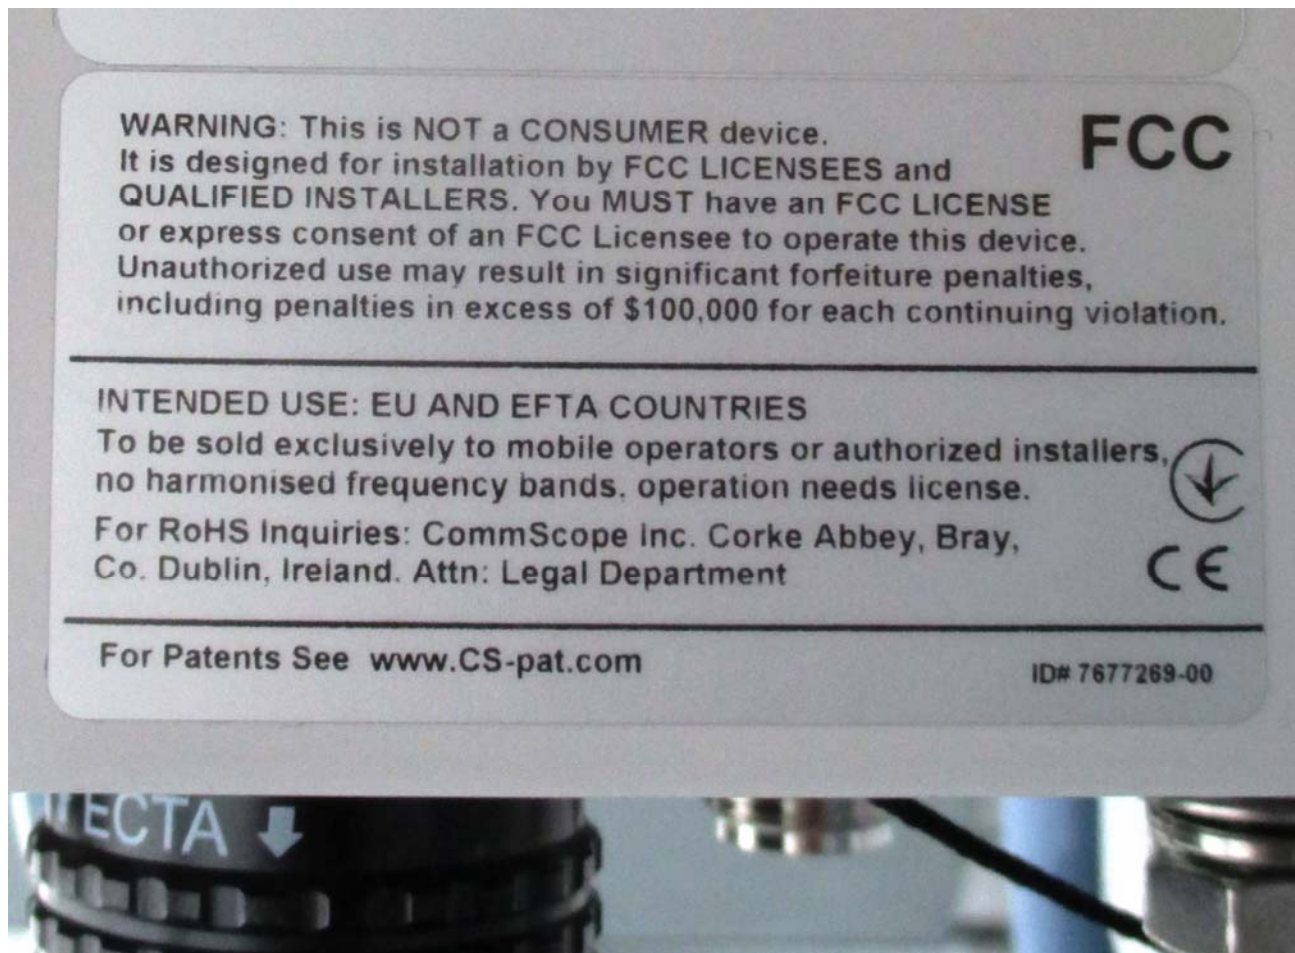 WARNING: This is NOT a CONSUMER device.
FCC
It is designed for installation by FCC LICENSEES and
QUALIFIED INSTALLERS. You MUST have an FCC LICENSE
or express consent of an FCC Licensee to operate this device.
Unauthorized use may result in significant forfeiture penalties,
including penalties in excess of $100,000 for each continuing violation.
INTENDED USE: EU AND EFTA COUNTRIES
To be sold exclusively to mobile operators or authorized installers,
no harmonised frequency bands, operation needs license.
For RoHS Inquiries: CommScope Inc. Corke Abbey, Bray,
Co. Dublin, Ireland. Attn: Legal Department
CE
For Patents See www.CS-pat.com
ID# 7677269-00